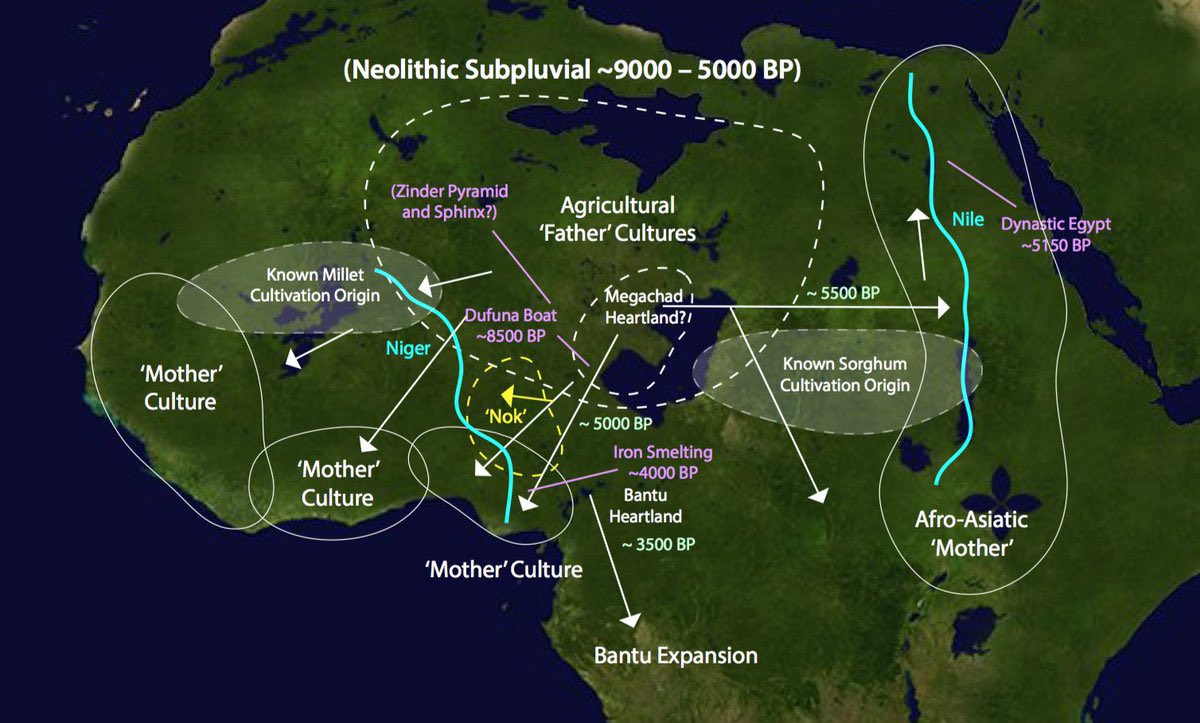 (Neolithic Subpluvial ~9000 – 5000 BP)
(Zinder Pyramid
and Sphinx?)
Agricultural
'Father' Cultures
Nile
Dynastic Egypt
~5150 BP
Known Millet
Cultivation Origin
Megachad
Heartland?
~ 5500 BP
Dufuna Boat
~8500 BP
Niger
'Mother'
Culture
Known Sorghum
Cultivation Origin
'Nok'
~ 5000 BP
Iron Smelting
~4000 BP
'Mother'
Culture
Bantu
Heartland
~ 3500 BP
Afro-Asiatic
'Mother'
'Mother' Culture
Bantu Expansion